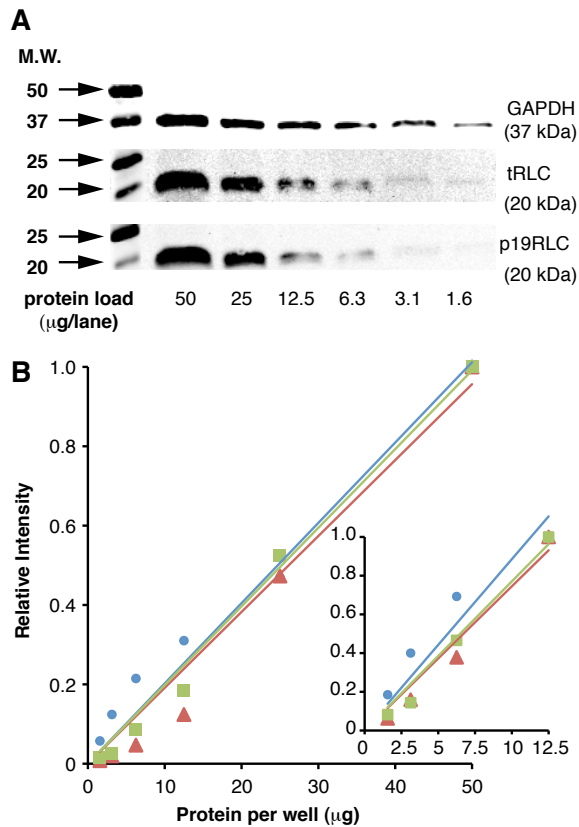 A
M.W.
50
37
25
20
25
20
GAPDH
(37 kDa)
tRLC
(20 kDa)
p19RLC
(20 kDa)
protein load
(μg/lane)
50 25 12.5 6.3 3.1 1.6
B
Relative Intensity
1.0
0.8
0.6
0.4
0.2
0
0 10 20 30 40 50
Protein per well (μg)
1.0
0.8
0.6
0.4
0.2
0
0 2.5 5 7.5 10 12.5